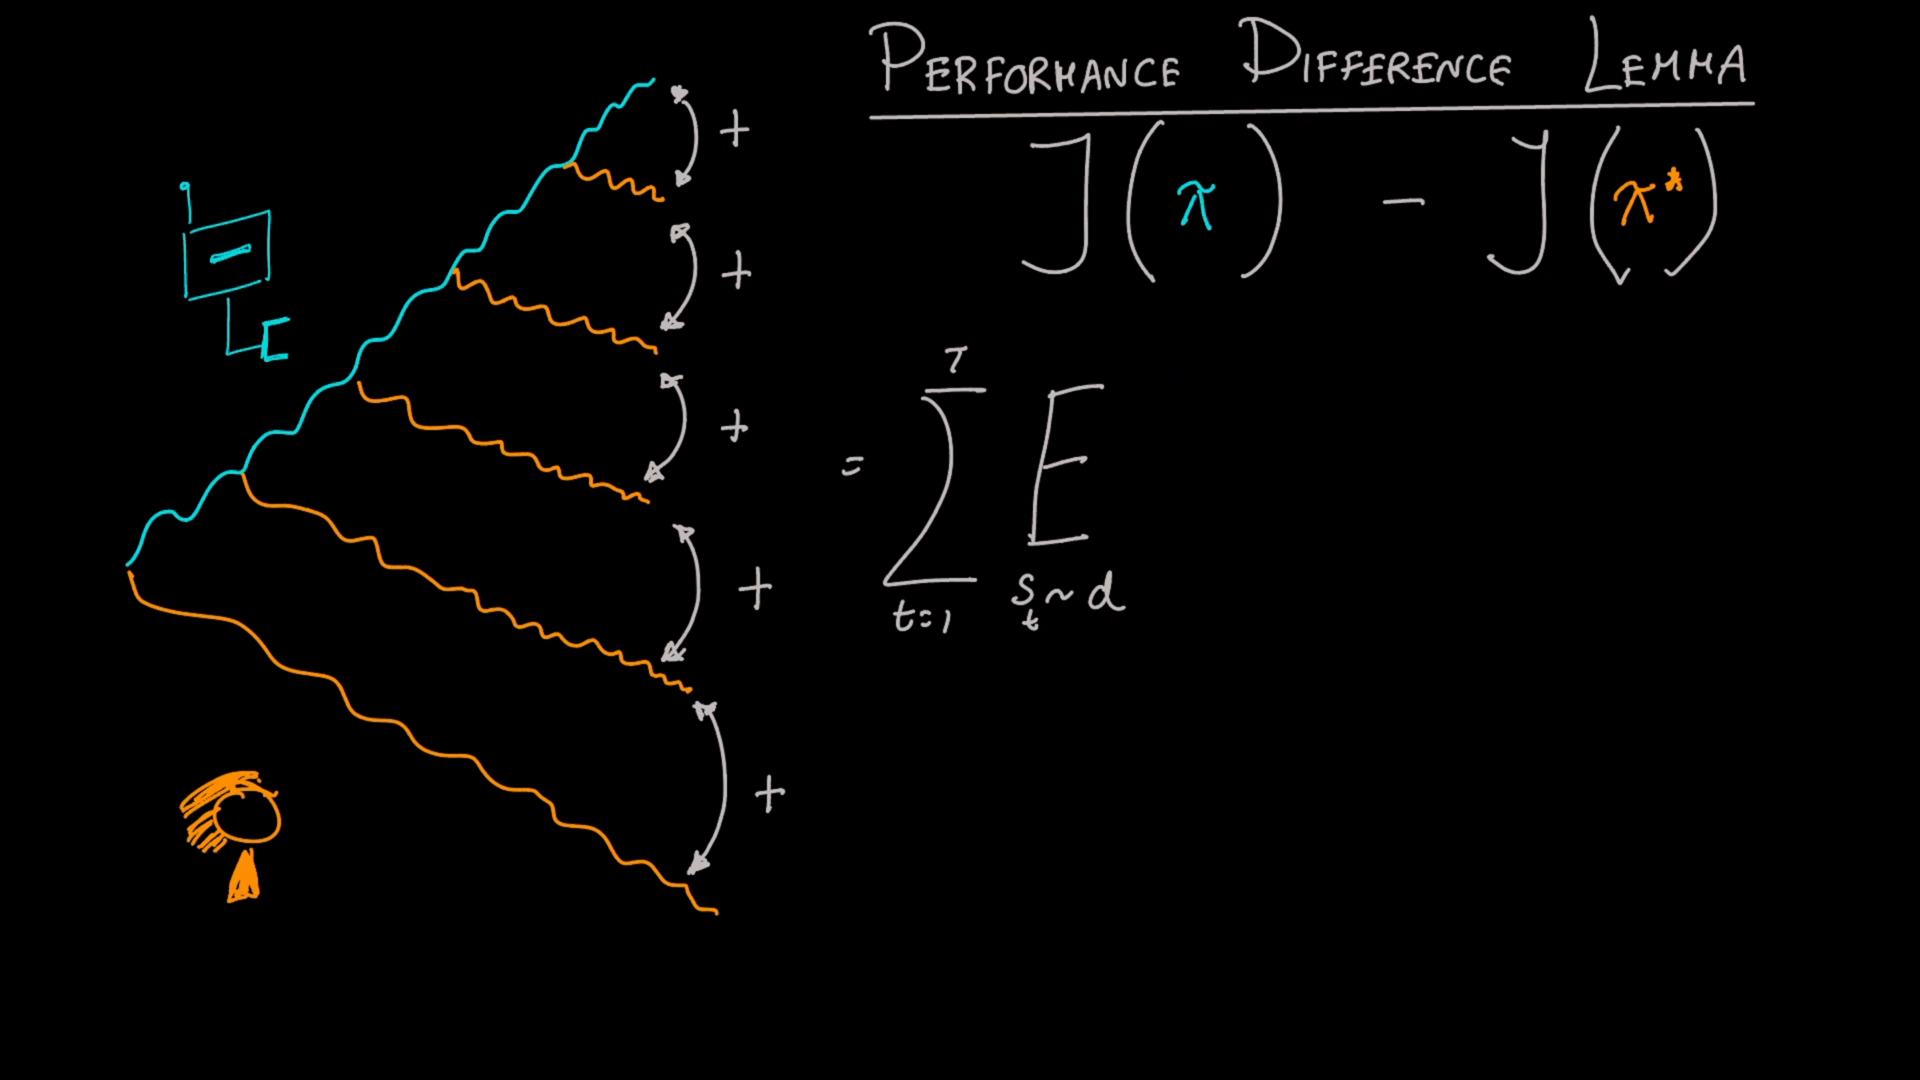 PERFORMANCE DIFFERENCE LEMMA
J(π) - J(π*)
T
= Σ E
t=1 s_t ~ d
+
+
+
+
+